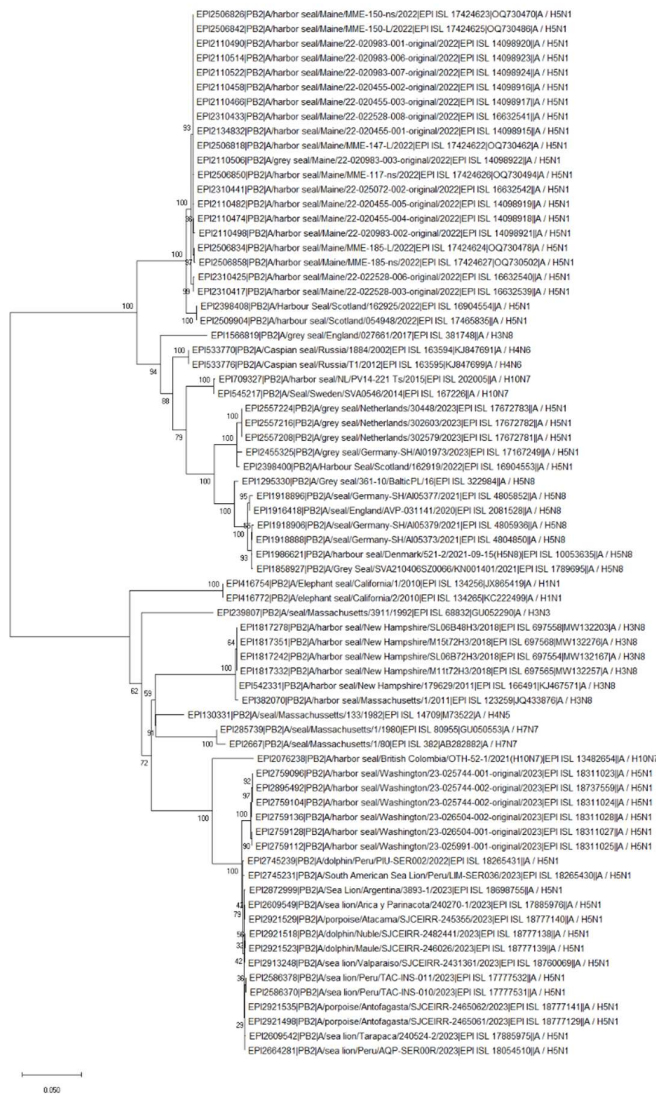 EPI2506826|PB2|A/harbor seal/Maine/MME-150-ns/2022|EPI ISL 17424623|OQ730470|A / H5N1
EPI2506842|PB2|A/harbor seal/Maine/MME-150-L/2022|EPI ISL 17424625|OQ730486|A / H5N1
EPI2110490|PB2|A/harbor seal/Maine/22-020983-001-original/2022|EPI ISL 14098920||A / H5N1
EPI2110514|PB2|A/harbor seal/Maine/22-020983-006-original/2022|EPI ISL 14098923||A / H5N1
EPI2110522|PB2|A/harbor seal/Maine/22-020983-007-original/2022|EPI ISL 14098924||A / H5N1
EPI2110458|PB2|A/harbor seal/Maine/22-020455-002-original/2022|EPI ISL 14098916||A / H5N1
EPI2110466|PB2|A/harbor seal/Maine/22-020455-003-original/2022|EPI ISL 14098917||A / H5N1
EPI2310433|PB2|A/harbor seal/Maine/22-022528-008-original/2022|EPI ISL 16632541||A / H5N1
93
EPI2134832|PB2|A/harbor seal/Maine/22-020455-001-original/2022|EPI ISL 14098915||A / H5N1
EPI2506818|PB2|A/harbor seal/Maine/MME-147-L/2022|EPI ISL 17424622|OQ730462|A / H5N1
EPI2110506|PB2|A/grey seal/Maine/22-020983-003-original/2022|EPI ISL 14098922||A / H5N1
EPI2506850|PB2|A/harbor seal/Maine/MME-117-ns/2022|EPI ISL 17424626|OQ730494|A / H5N1
EPI2310441|PB2|A/harbor seal/Maine/22-025072-002-original/2022|EPI ISL 16632542||A / H5N1
EPI2110482|PB2|A/harbor seal/Maine/22-020455-005-original/2022|EPI ISL 14098919||A / H5N1
100
EPI2110474|PB2|A/harbor seal/Maine/22-020455-004-original/2022|EPI ISL 14098918||A / H5N1
EPI2110498|PB2|A/harbor seal/Maine/22-020983-002-original/2022|EPI ISL 14098921||A / H5N1
100
EPI2506834|PB2|A/harbor seal/Maine/MME-185-L/2022|EPI ISL 17424624|OQ730478|A / H5N1
EPI2506858|PB2|A/harbor seal/Maine/MME-185-ns/2022|EPI ISL 17424627|OQ730502|A / H5N1
EPI2310425|PB2|A/harbor seal/Maine/22-022528-006-original/2022|EPI ISL 16632540||A / H5N1
99
EPI2310417|PB2|A/harbor seal/Maine/22-022528-003-original/2022|EPI ISL 16632539||A / H5N1
100
EPI2398408|PB2|A/Harbour Seal/Scotland/162925/2022|EPI ISL 16904554||A / H5N1
100
EPI2509904|PB2|A/harbour seal/Scotland/054948/2022|EPI ISL 17465835||A / H5N1
EPI1566819|PB2|A/grey seal/England/027661/2017|EPI ISL 381748||A / H3N8
EPI533770|PB2|A/Caspian seal/Russia/1884/2002|EPI ISL 163594|KJ847691|A / H4N6
100
94
EPI533776|PB2|A/Caspian seal/Russia/T1/2012|EPI ISL 163595|KJ847699|A / H4N6
EPI709327|PB2|A/harbor seal/NL/PV14-221 Ts/2015|EPI ISL 202005||A / H10N7
100
88
EPI545217|PB2|A/Seal/Sweden/SVA0546/2014|EPI ISL 167226||A / H10N7
EPI2557224|PB2|A/grey seal/Netherlands/30448/2023|EPI ISL 17672783||A / H5N1
100
EPI2557216|PB2|A/grey seal/Netherlands/302603/2023|EPI ISL 17672782||A / H5N1
79
EPI2557208|PB2|A/grey seal/Netherlands/302579/2023|EPI ISL 17672781||A / H5N1
100
EPI2455325|PB2|A/grey seal/Germany-SH/AI01973/2023|EPI ISL 17167249||A / H5N1
EPI2398400|PB2|A/Harbour Seal/Scotland/162919/2022|EPI ISL 16904553||A / H5N1
100
EPI1295330|PB2|A/Grey seal/361-10/BalticPL/16|EPI ISL 322984||A / H5N8
95
EPI1918896|PB2|A/seal/Germany-SH/AI05377/2021|EPI ISL 4805852||A / H5N8
100
EPI1916418|PB2|A/seal/England/AVP-031141/2020|EPI ISL 2081528||A / H5N8
EPI1918906|PB2|A/seal/Germany-SH/AI05379/2021|EPI ISL 4805936||A / H5N8
100
EPI1918888|PB2|A/seal/Germany-SH/AI05373/2021|EPI ISL 4804850||A / H5N8
93
EPI1986621|PB2|A/harbour seal/Denmark/521-2/2021-09-15(H5N8)|EPI ISL 10053635||A / H5N8
EPI1858927|PB2|A/Grey Seal/SVA210406SZ0066/KN001401/2021|EPI ISL 1789695||A / H5N8
EPI416754|PB2|A/Elephant seal/California/1/2010|EPI ISL 134256|JX865419|A / H1N1
100
EPI416772|PB2|A/elephant seal/California/2/2010|EPI ISL 134265|KC222499|A / H1N1
EPI239807|PB2|A/seal/Massachusetts/3911/1992|EPI ISL 68832|GU052290|A / H3N3
EPI1817278|PB2|A/harbor seal/New Hampshire/SL06B48H3/2018|EPI ISL 697558|MW132203|A / H3N8
64
EPI1817351|PB2|A/harbor seal/New Hampshire/M15t72H3/2018|EPI ISL 697568|MW132276|A / H3N8
EPI1817242|PB2|A/harbor seal/New Hampshire/SL06B72H3/2018|EPI ISL 697554|MW132167|A / H3N8
100
EPI1817332|PB2|A/harbor seal/New Hampshire/M11t72H3/2018|EPI ISL 697565|MW132257|A / H3N8
62
59
EPI542331|PB2|A/harbor seal/New Hampshire/179629/2011|EPI ISL 166491|KJ467571|A / H3N8
EPI382070|PB2|A/harbor seal/Massachusetts/1/2011|EPI ISL 123259|JQ433876|A / H3N8
EPI130331|PB2|A/seal/Massachussetts/133/1982|EPI ISL 14709|M73522|A / H4N5
91
EPI285739|PB2|A/seal/Massachusetts/1/1980|EPI ISL 80955|GU050553|A / H7N7
100
EPI2667|PB2|A/seal/Massachusetts/1/80|EPI ISL 382|AB282882|A / H7N7
72
EPI2076238|PB2|A/harbor seal/British Colombia/OTH-52-1/2021(H10N7)|EPI ISL 13482654||A / H10N7
92
EPI2759096|PB2|A/harbor seal/Washington/23-025744-001-original/2023|EPI ISL 18311023||A / H5N1
EPI2895492|PB2|A/harbor seal/Washington/23-025744-002-original/2023|EPI ISL 18737559||A / H5N1
97
EPI2759104|PB2|A/harbor seal/Washington/23-025744-002-original/2023|EPI ISL 18311024||A / H5N1
100
EPI2759136|PB2|A/harbor seal/Washington/23-026504-002-original/2023|EPI ISL 18311028||A / H5N1
100
EPI2759128|PB2|A/harbor seal/Washington/23-026504-001-original/2023|EPI ISL 18311027||A / H5N1
90
EPI2759112|PB2|A/harbor seal/Washington/23-025991-001-original/2023|EPI ISL 18311025||A / H5N1
EPI2745239|PB2|A/dolphin/Peru/PIU-SER002/2022|EPI ISL 18265431||A / H5N1
100
EPI2745231|PB2|A/South American Sea Lion/Peru/LIM-SER036/2023|EPI ISL 18265430||A / H5N1
EPI2872999|PB2|A/Sea Lion/Argentina/3893-1/2023|EPI ISL 18698755||A / H5N1
EPI2609549|PB2|A/sea lion/Arica y Parinacota/240270-1/2023|EPI ISL 17885976||A / H5N1
79
EPI2921529|PB2|A/porpoise/Atacama/SJCEIRR-245355/2023|EPI ISL 18777140||A / H5N1
EPI2921518|PB2|A/dolphin/Nuble/SJCEIRR-2482441/2023|EPI ISL 18777138||A / H5N1
EPI2921523|PB2|A/dolphin/Maule/SJCEIRR-246026/2023|EPI ISL 18777139||A / H5N1
42
EPI2913248|PB2|A/sea lion/Valparaiso/SJCEIRR-2431361/2023|EPI ISL 18760069||A / H5N1
36
EPI2586378|PB2|A/sea lion/Peru/TAC-INS-011/2023|EPI ISL 17777532||A / H5N1
EPI2586370|PB2|A/sea lion/Peru/TAC-INS-010/2023|EPI ISL 17777531||A / H5N1
EPI2921535|PB2|A/porpoise/Antofagasta/SJCEIRR-2465062/2023|EPI ISL 18777141||A / H5N1
EPI2921498|PB2|A/porpoise/Antofagasta/SJCEIRR-2465061/2023|EPI ISL 18777129||A / H5N1
29
EPI2609542|PB2|A/sea lion/Tarapaca/240524-2/2023|EPI ISL 17885975||A / H5N1
EPI2664281|PB2|A/sea lion/Peru/AQP-SER00R/2023|EPI ISL 18054510||A / H5N1
0.050